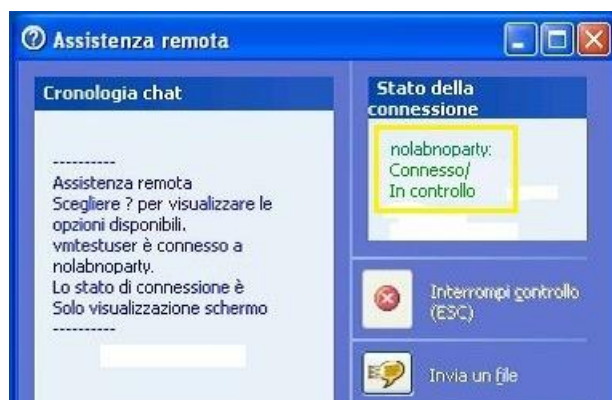 Assistenza remota
Cronologia chat
----------
Assistenza remota
Scegliere ? per visualizzare le
opzioni disponibili.
vmtestuser è connesso a
nolabnoparty.
Lo stato di connessione è
Solo visualizzazione schermo
----------
Stato della
connessione
nolabnoparty:
Connesso/
In controllo
Interrompi controllo
(ESC)
Invia un file